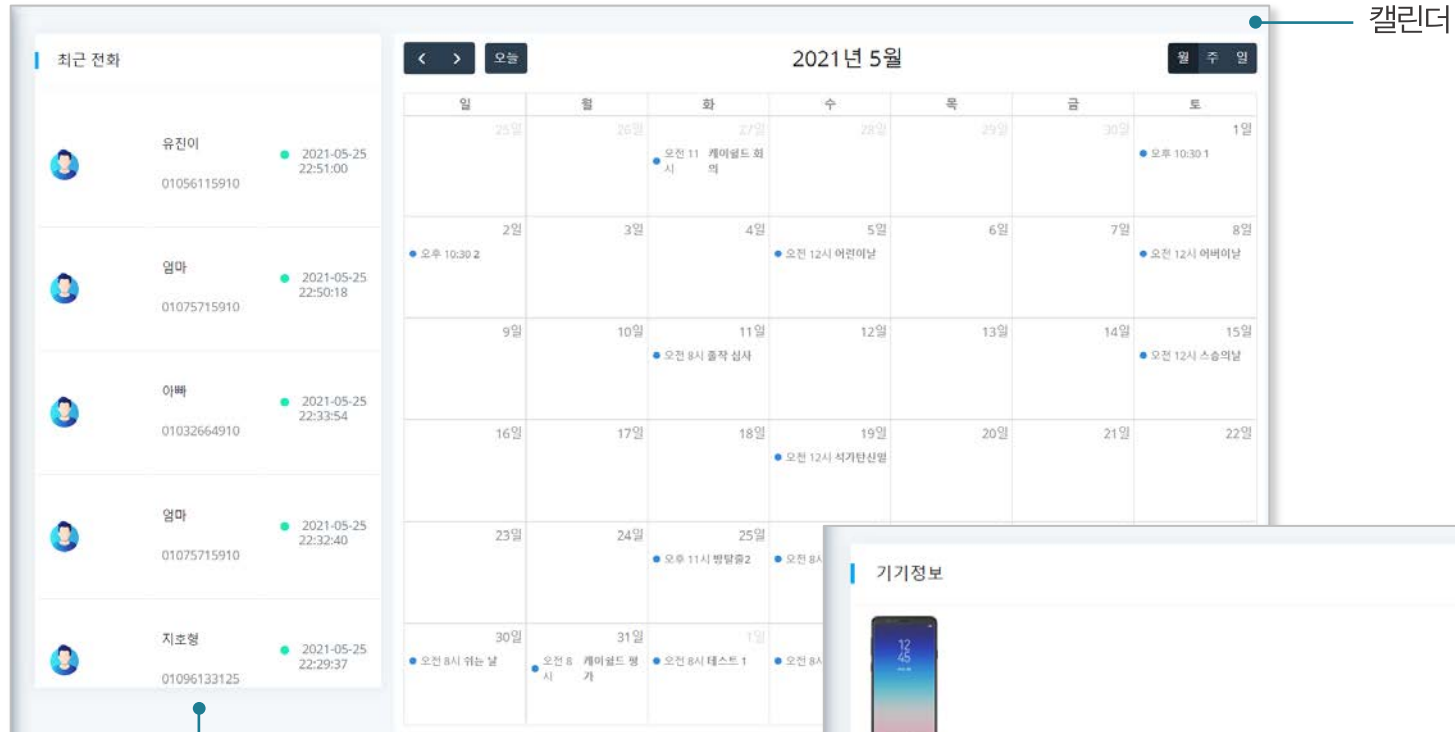 캘린더
최근 전화
유진이
01056115910
2021-05-25
22:51:00
엄마
01075715910
2021-05-25
22:50:18
아빠
01032664910
2021-05-25
22:33:54
엄마
01075715910
2021-05-25
22:32:40
지호형
01096133125
2021-05-25
22:29:37
< > 오늘
2021년 5월
월 주 일
일 월 화 수 목 금 토
25일 26일 27일 28일 29일 30일 1일
오전 11시 케이쉴드 회의
오후 10:30 1
2일 3일 4일 5일 6일 7일 8일
오후 10:30 2
오전 12시 어린이날
오전 12시 어버이날
9일 10일 11일 12일 13일 14일 15일
오전 8시 졸작 심사
오전 12시 스승의날
16일 17일 18일 19일 20일 21일 22일
오전 12시 석가탄신일
23일 24일 25일
오후 11시 방탈출2
오전 8시
30일 31일 1일
오전 8시 쉬는 날
오전 8시 케이쉴드 평가
오전 8시 테스트 1
오전 8시
기기정보
12
45